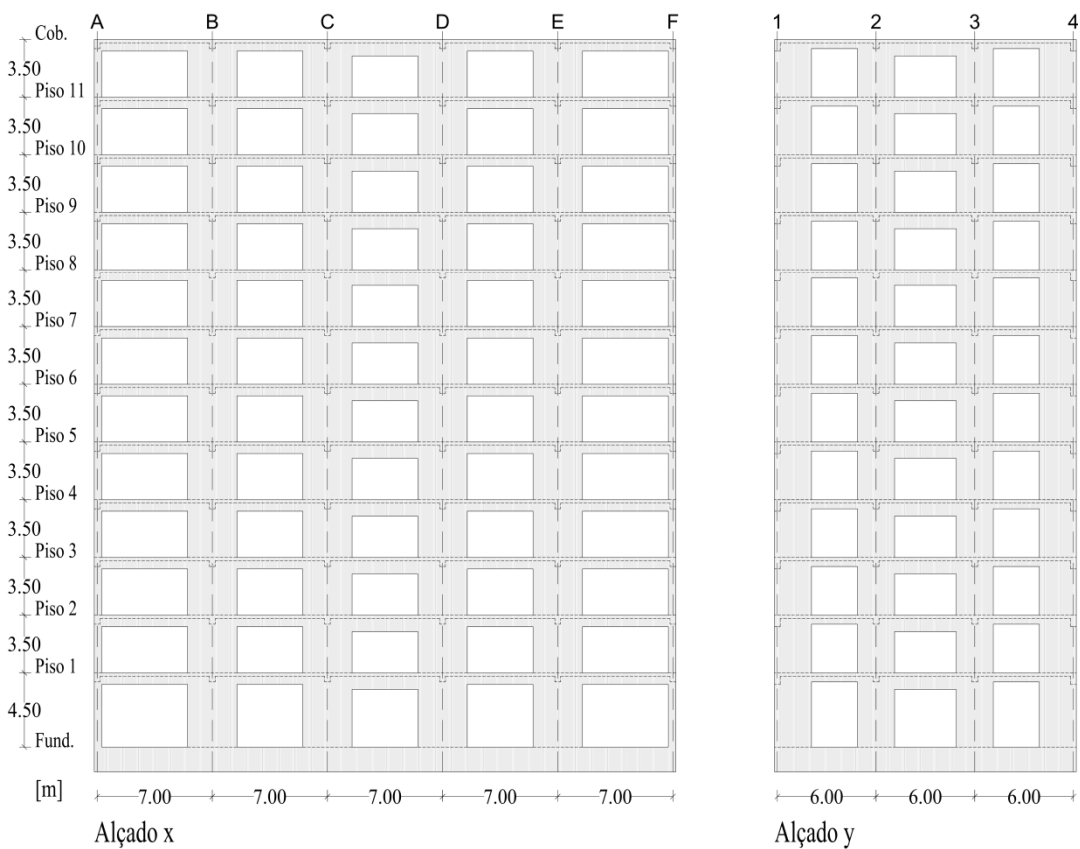 A B C D E F 1 2 3 4
Cob.
3.50
Piso 11
3.50
Piso 10
3.50
Piso 9
3.50
Piso 8
3.50
Piso 7
3.50
Piso 6
3.50
Piso 5
3.50
Piso 4
3.50
Piso 3
3.50
Piso 2
3.50
Piso 1
4.50
Fund.
[m] 7.00 7.00 7.00 7.00 7.00 6.00 6.00 6.00
Alçado x Alçado y